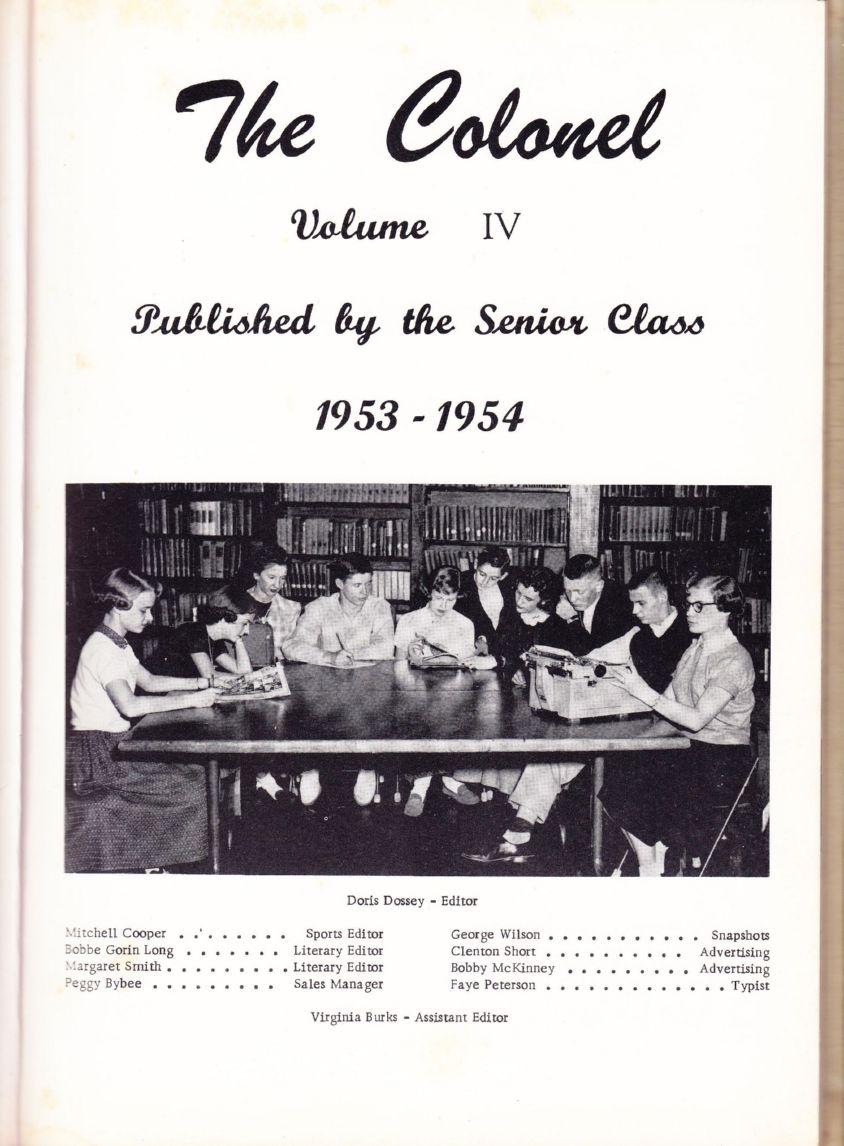 The Colonel
Volume IV
Published by the Senior Class
1953 - 1954
Doris Dossey - Editor
Mitchell Cooper . . ' . . . . . . Sports Editor
Bobbe Gorin Long . . . . . . . Literary Editor
Margaret Smith . . . . . . . . . . Literary Editor
Peggy Bybee . . . . . . . . . Sales Manager
George Wilson . . . . . . . . . . . Snapshots
Clenton Short . . . . . . . . . . Advertising
Bobby McKinney . . . . . . . . . Advertising
Faye Peterson . . . . . . . . . . . . . Typist
Virginia Burks - Assistant Editor